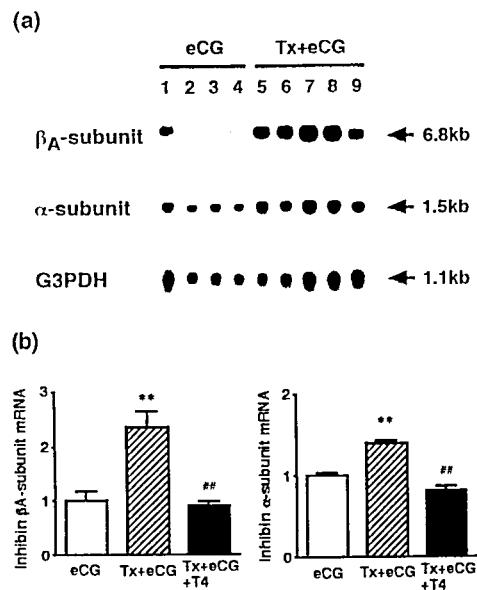 (a)
eCG Tx+eCG
1 2 3 4 5 6 7 8 9
βA-subunit 6.8kb
α-subunit 1.5kb
G3PDH 1.1kb
(b)
Inhibin βA-subunit mRNA
3
2
1
0
**
##
eCG Tx+eCG Tx+eCG
+T4
Inhibin α-subunit mRNA
2
1
0
**
##
eCG Tx+eCG Tx+eCG
+T4